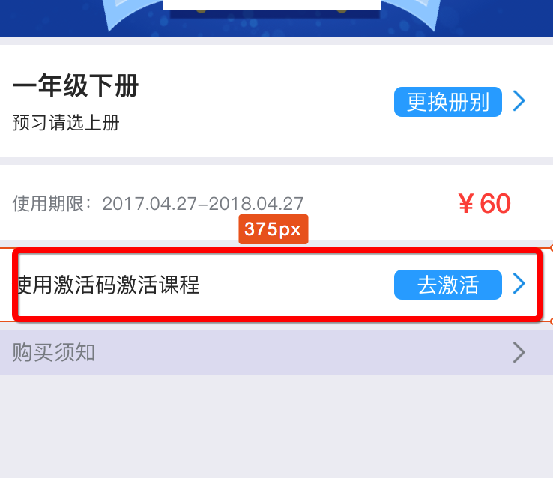 一年级下册
预习请选上册
更换册别
使用期限：2017.04.27-2018.04.27
￥60
375px
使用激活码激活课程
去激活
购买须知